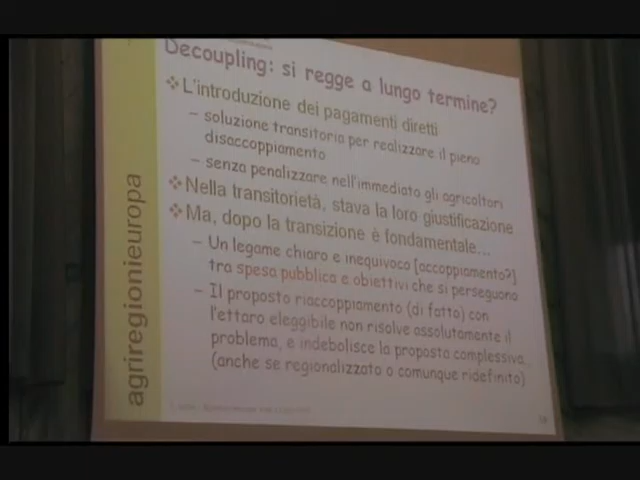 Decoupling: si regge a lungo termine?
L'introduzione dei pagamenti diretti
– soluzione transitoria per realizzare il pieno
disaccoppiamento
– senza penalizzare nell'immediato gli agricoltori
Nella transitorietà, stava la loro giustificazione
Ma, dopo la transizione è fondamentale...
– Un legame chiaro e inequivoco [accoppiamento?]
tra spesa pubblica e obiettivi che si perseguono
– Il proposto riaccoppiamento (di fatto) con
l'ettaro eleggibile non risolve assolutamente il
problema, e indebolisce la proposta complessiva
(anche se regionalizzato o comunque ridefinito)
agriregionieuropa